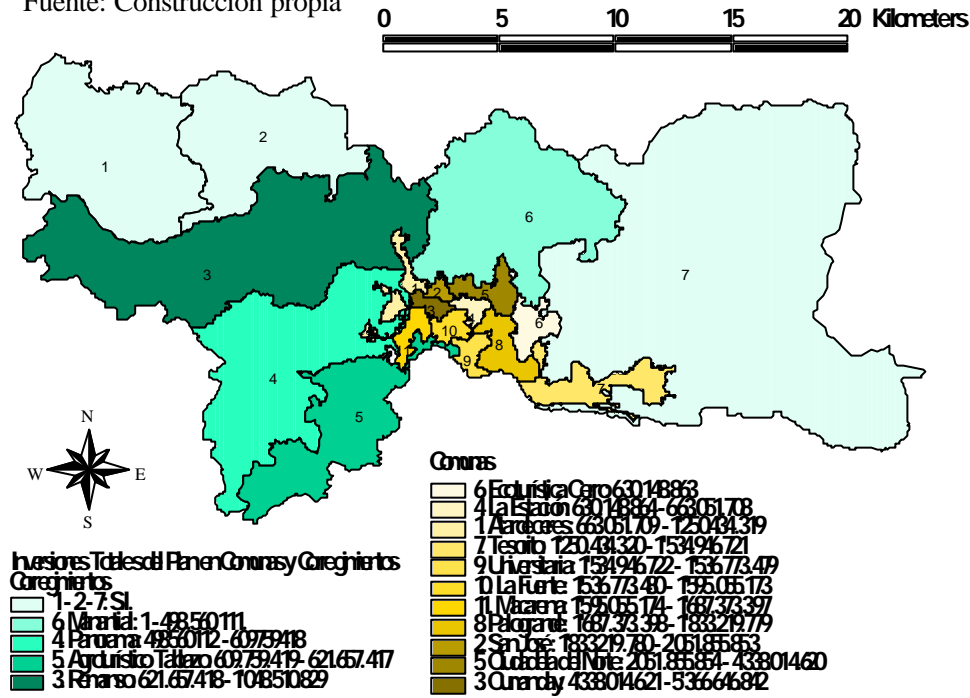 Fuente: Construcción propia
0 5 10 15 20 Kilometers
1
2
3
6
7
2
5
3
4
6
10
8
9
7
4
5
N
W E
S
Comunas
6 Ecoturística Cerro: 630.148.863
4 La Estación: 630.148.864 - 663.051.708
1 Atardeceres: 663.051.709 - 1'250.434.319
7 Tesorito: 1'250.434.320 - 1'534.946.721
9 Universitaria: 1'534.946.722 - 1'536.773.479
10. La Fuente: 1'536.773.480 - 1'595.055.173
11. Macarena: 1'595.055.174 - 1'687.373.397
8 Palogrande: 1'687.373.398 - 1'833.219.779
2 San José: 1'833.219.780 - 2'051.855.853
5 Ciudadela del Norte: 2'051.855.854 - 4'338.014.620
3 Cumanday: 4'338.014.621 - 5'366.646.842
Inversiones Totales del Plan en Comunas y Corregimientos
Corregimientos
1 - 2 - 7: S.I.
6 Manantial: 1 - 498.560.111
4 Panorama: 498.560.112 - 609.759.418
5 Agroturístico Tablazo: 609.759.419 - 621.657.417
3. Remanso: 621.657.418 - 1'048.510.829